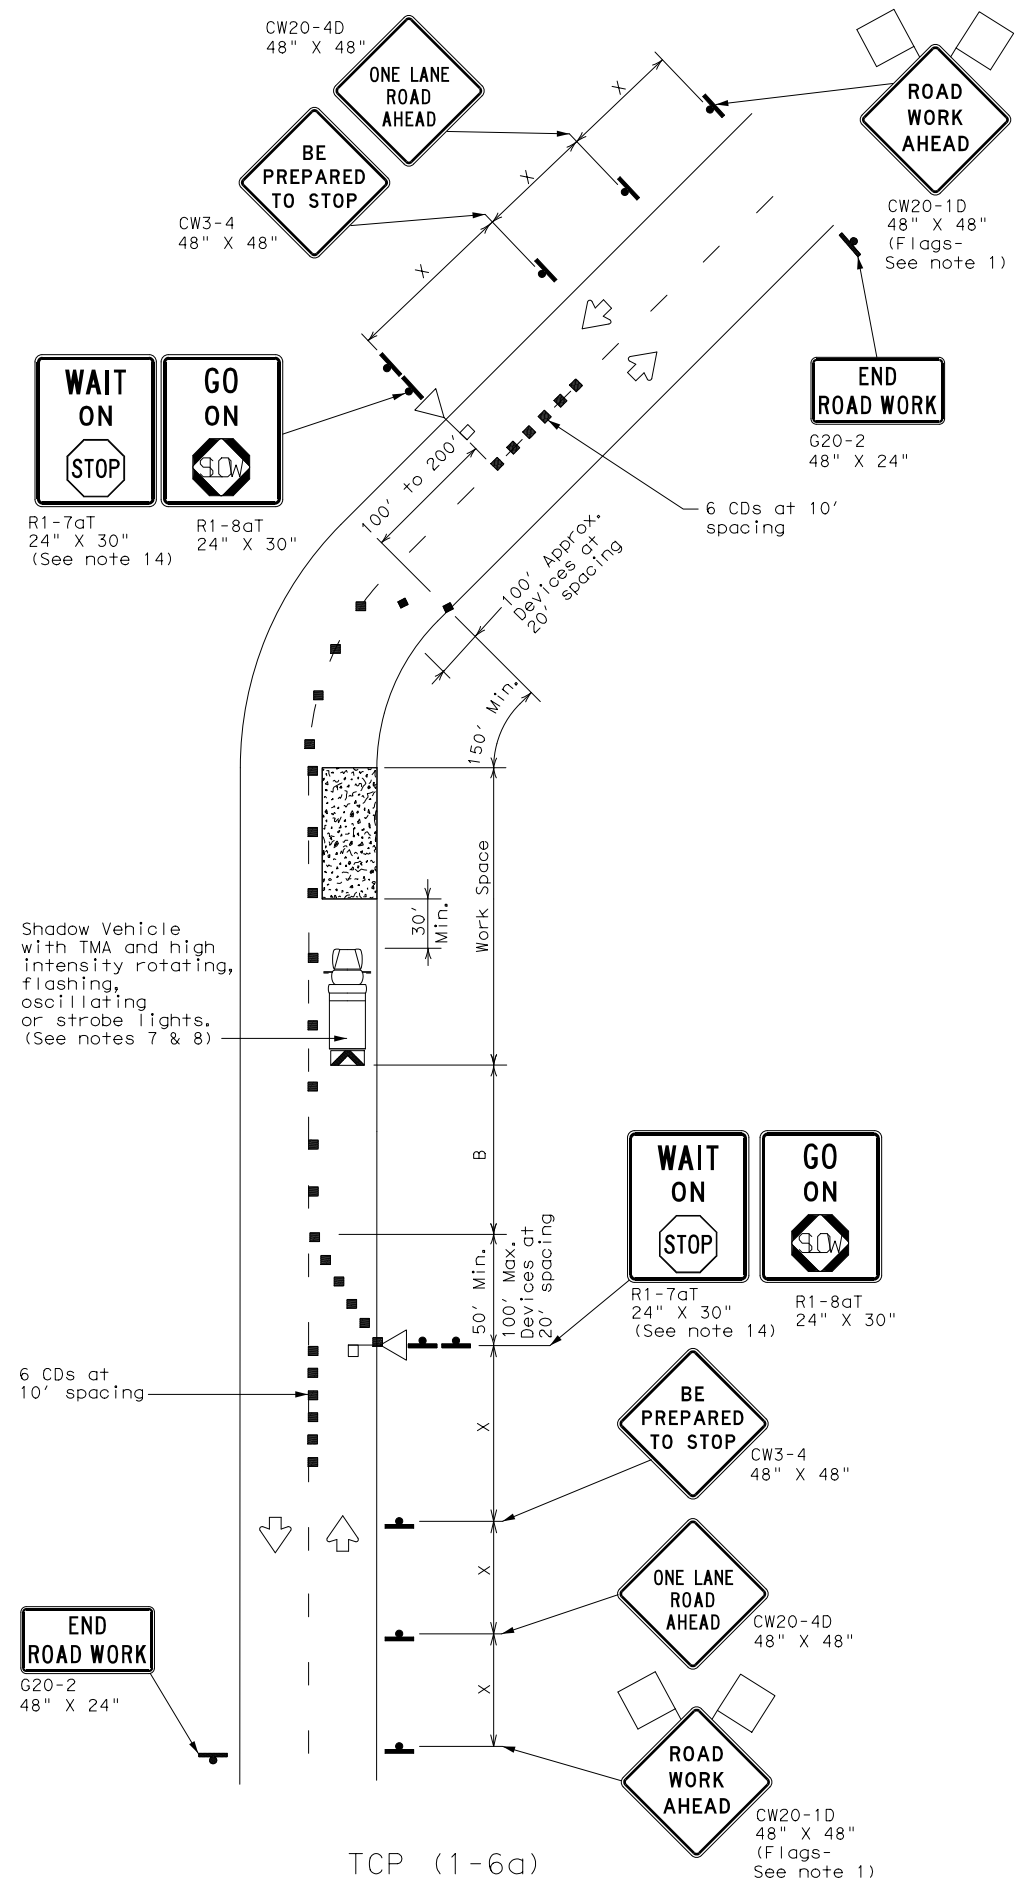 CW20-4D
48" X 48"
ONE LANE
ROAD
AHEAD
BE
PREPARED
TO STOP
CW3-4
48" X 48"
X
X
X
ROAD
WORK
AHEAD
CW20-1D
48" X 48"
(Flags-
See note 1)
WAIT
ON
STOP
GO
ON
SLOW
R1-7aT
24" X 30"
(See note 14)
R1-8aT
24" X 30"
END
ROAD WORK
G20-2
48" X 24"
100' to 200'
6 CDs at 10'
spacing
100' Approx.
Devices at
20' spacing
150' Min.
Work Space
30'
Min.
Shadow Vehicle
with TMA and high
intensity rotating,
flashing,
oscillating
or strobe lights.
(See notes 7 & 8)
B
50' Min.
100' Max.
Devices at
20' spacing
WAIT
ON
STOP
GO
ON
SLOW
R1-7aT
24" X 30"
(See note 14)
R1-8aT
24" X 30"
6 CDs at
10' spacing
X
BE
PREPARED
TO STOP
CW3-4
48" X 48"
X
ONE LANE
ROAD
AHEAD
CW20-4D
48" X 48"
END
ROAD WORK
G20-2
48" X 24"
X
ROAD
WORK
AHEAD
CW20-1D
48" X 48"
(Flags-
See note 1)
TCP (1-6a)